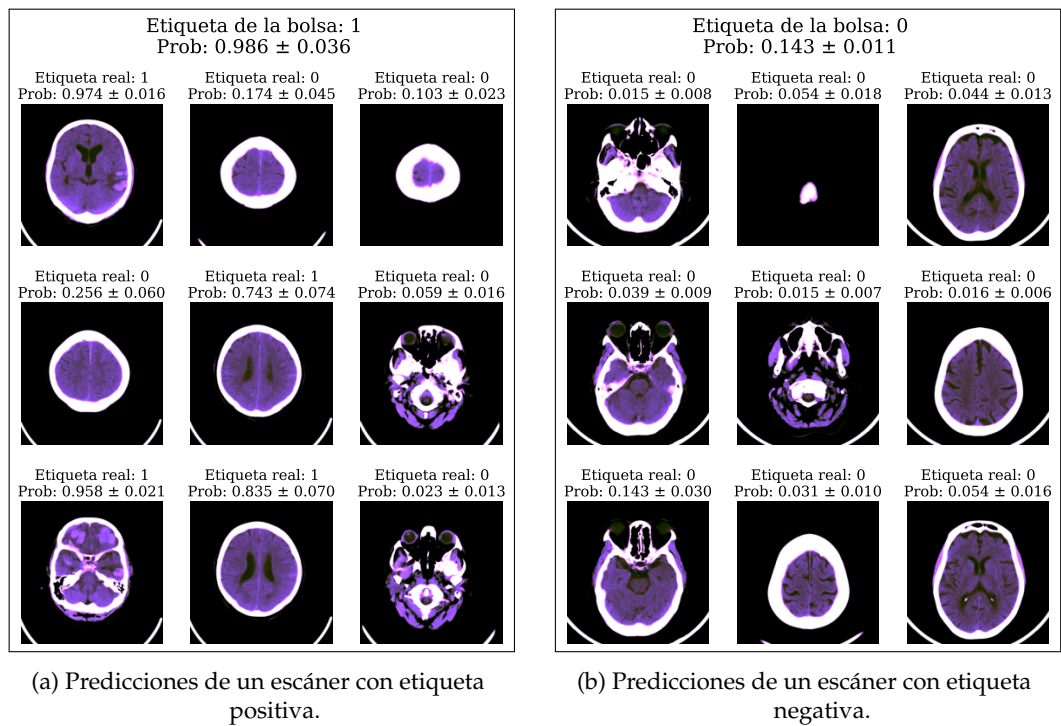 Etiqueta de la bolsa: 1
Prob: 0.986 ± 0.036
Etiqueta real: 1
Prob: 0.974 ± 0.016
Etiqueta real: 0
Prob: 0.174 ± 0.045
Etiqueta real: 0
Prob: 0.103 ± 0.023
Etiqueta real: 0
Prob: 0.256 ± 0.060
Etiqueta real: 1
Prob: 0.743 ± 0.074
Etiqueta real: 0
Prob: 0.059 ± 0.016
Etiqueta real: 1
Prob: 0.958 ± 0.021
Etiqueta real: 1
Prob: 0.835 ± 0.070
Etiqueta real: 0
Prob: 0.023 ± 0.013
(a) Predicciones de un escáner con etiqueta
positiva.
Etiqueta de la bolsa: 0
Prob: 0.143 ± 0.011
Etiqueta real: 0
Prob: 0.015 ± 0.008
Etiqueta real: 0
Prob: 0.054 ± 0.018
Etiqueta real: 0
Prob: 0.044 ± 0.013
Etiqueta real: 0
Prob: 0.039 ± 0.009
Etiqueta real: 0
Prob: 0.015 ± 0.007
Etiqueta real: 0
Prob: 0.016 ± 0.006
Etiqueta real: 0
Prob: 0.143 ± 0.030
Etiqueta real: 0
Prob: 0.031 ± 0.010
Etiqueta real: 0
Prob: 0.054 ± 0.016
(b) Predicciones de un escáner con etiqueta
negativa.